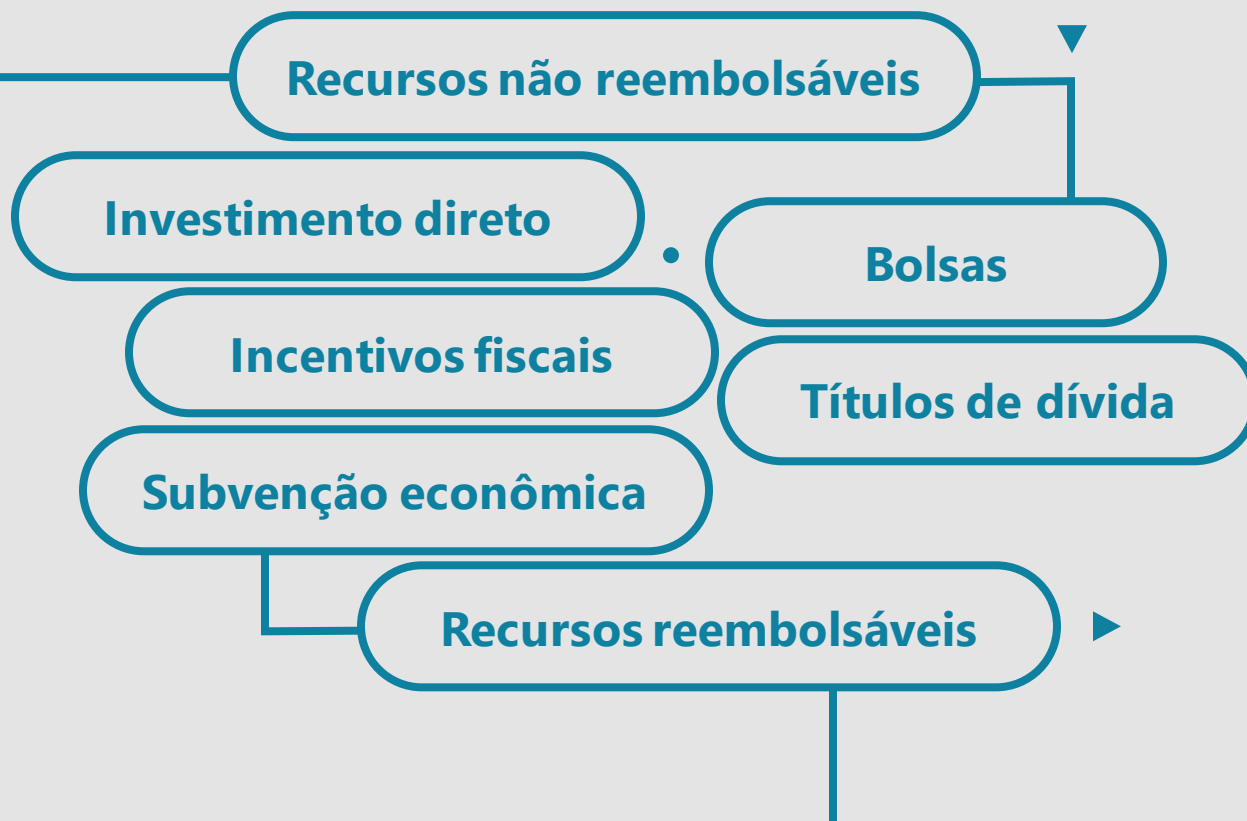 Recursos não reembolsáveis
Investimento direto
Bolsas
Incentivos fiscais
Títulos de dívida
Subvenção econômica
Recursos reembolsáveis